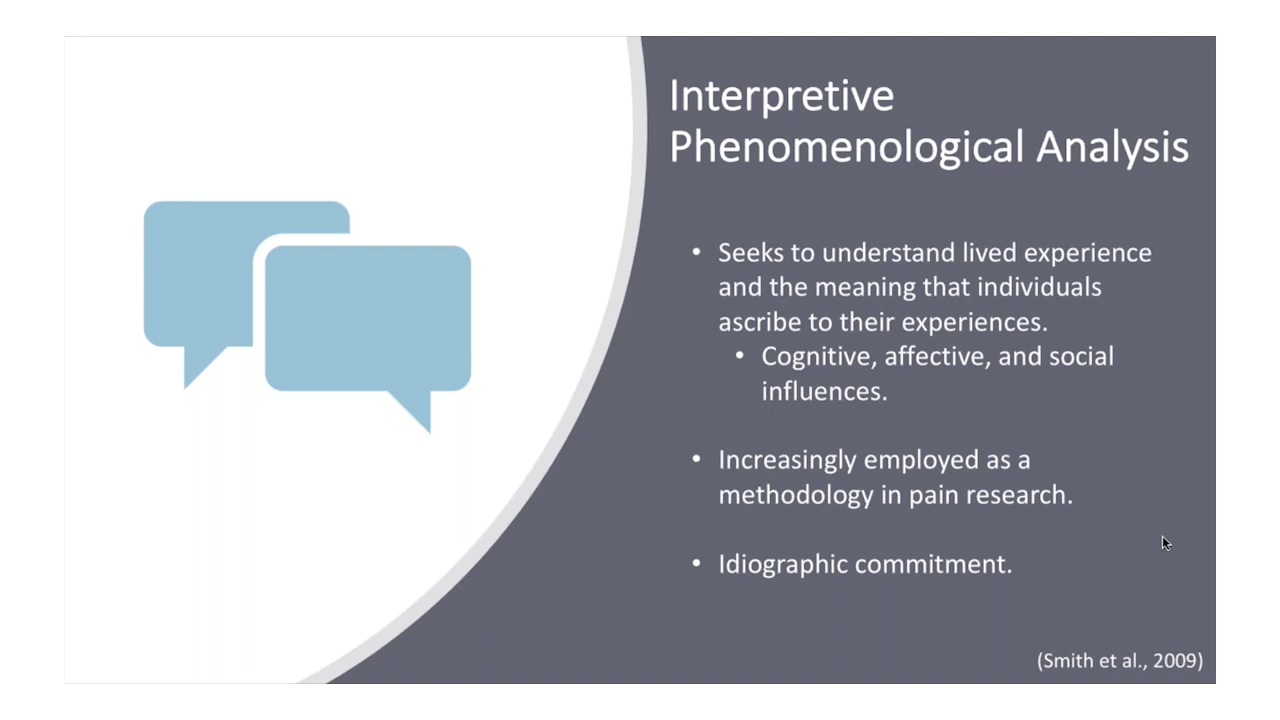 Interpretive
Phenomenological Analysis
• Seeks to understand lived experience
and the meaning that individuals
ascribe to their experiences.
• Cognitive, affective, and social
influences.
• Increasingly employed as a
methodology in pain research.
• Idiographic commitment.
(Smith et al., 2009)